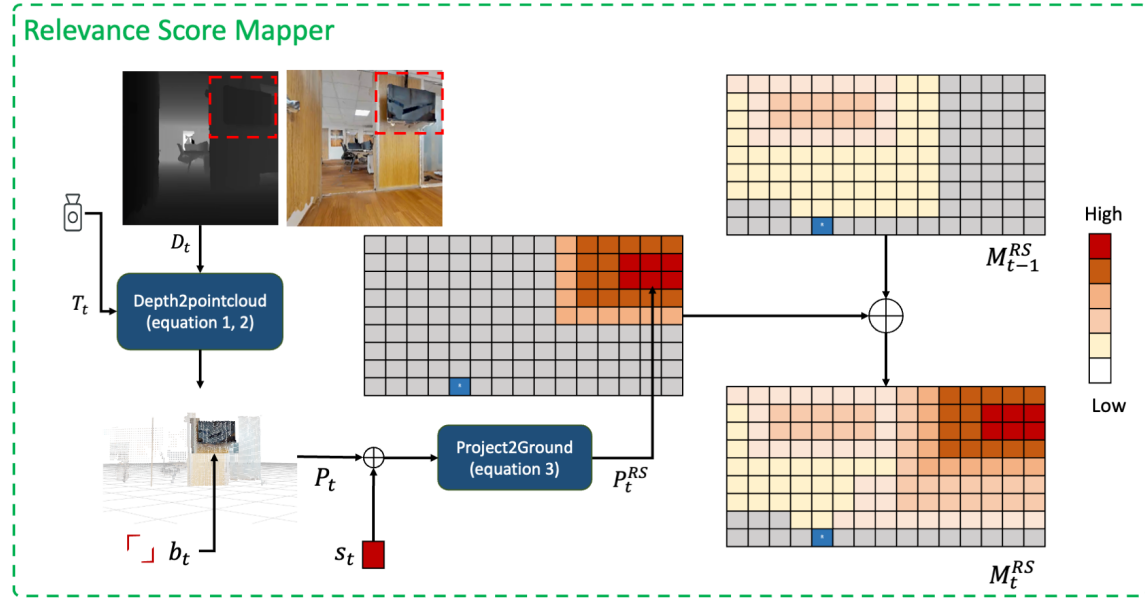 Relevance Score Mapper
D_t
T_t
Depth2pointcloud
(equation 1, 2)
b_t
P_t
s_t
Project2Ground
(equation 3)
P_t^{RS}
M_{t-1}^{RS}
High
Low
M_t^{RS}